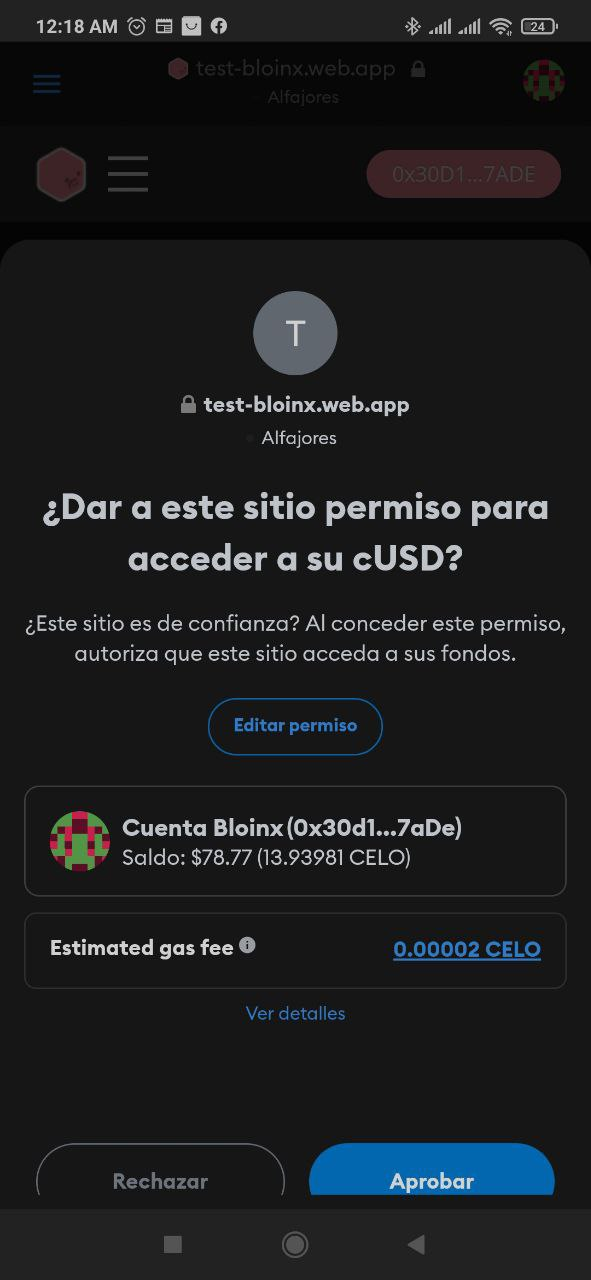 12:18 AM
24
test-bloinx.web.app
Alfajores
0x30D1...7ADE
T
test-bloinx.web.app
Alfajores
¿Dar a este sitio permiso para
acceder a su cUSD?
¿Este sitio es de confianza? Al conceder este permiso,
autoriza que este sitio acceda a sus fondos.
Editar permiso
Cuenta Bloinx (0x30d1...7aDe)
Saldo: $78.77 (13.93981 CELO)
Estimated gas fee
0.00002 CELO
Ver detalles
Rechazar
Aprobar